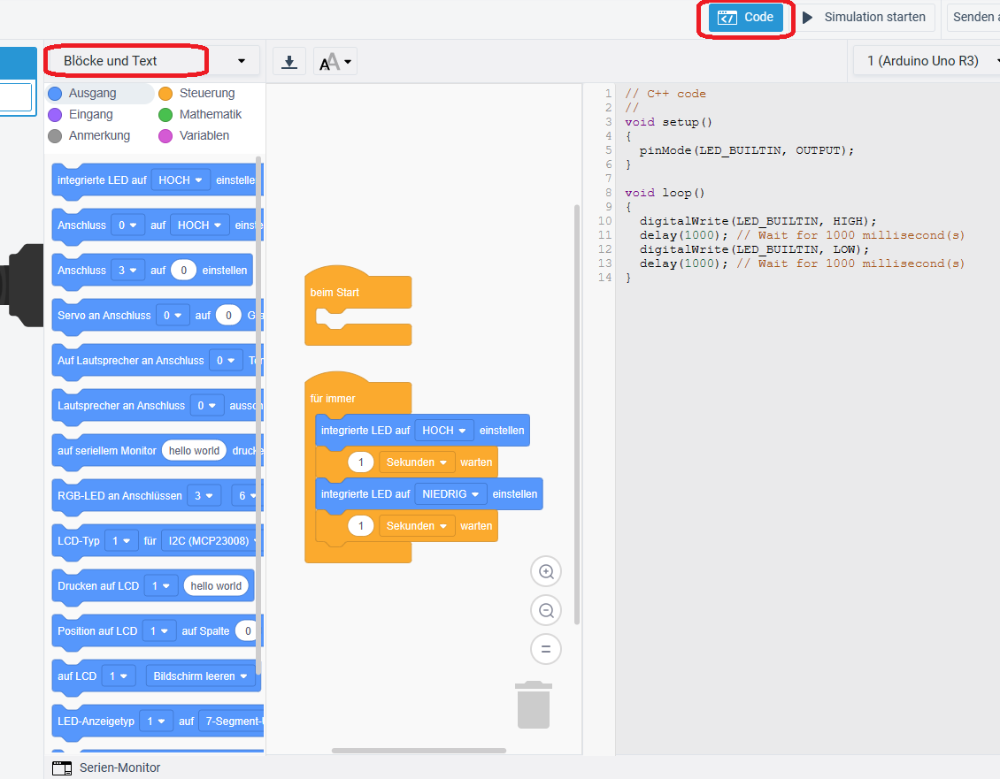 Code
Simulation starten
Senden
Blöcke und Text
1 (Arduino Uno R3)
Ausgang
Steuerung
Eingang
Mathematik
Anmerkung
Variablen
integrierte LED auf HOCH einstelle
Anschluss 0 auf HOCH einst
Anschluss 3 auf 0 einstellen
Servo an Anschluss 0 auf 0
Auf Lautsprecher an Anschluss 0
Lautsprecher an Anschluss 0 aussc
auf seriellem Monitor hello world druck
RGB-LED an Anschlüssen 3 6
LCD-Typ 1 für I2C (MCP23008)
Drucken auf LCD 1 hello world
Position auf LCD 1 auf Spalte 0
auf LCD 1 Bildschirm leeren
LED-Anzeigetyp 1 auf 7-Segment-
beim Start
für immer
integrierte LED auf HOCH einstellen
1 Sekunden warten
integrierte LED auf NIEDRIG einstellen
1 Sekunden warten
1 // C++ code
2 //
3 void setup()
4 {
5 pinMode(LED_BUILTIN, OUTPUT);
6 }
7
8 void loop()
9 {
10 digitalWrite(LED_BUILTIN, HIGH);
11 delay(1000); // Wait for 1000 millisecond(s)
12 digitalWrite(LED_BUILTIN, LOW);
13 delay(1000); // Wait for 1000 millisecond(s)
14 }
Serien-Monitor